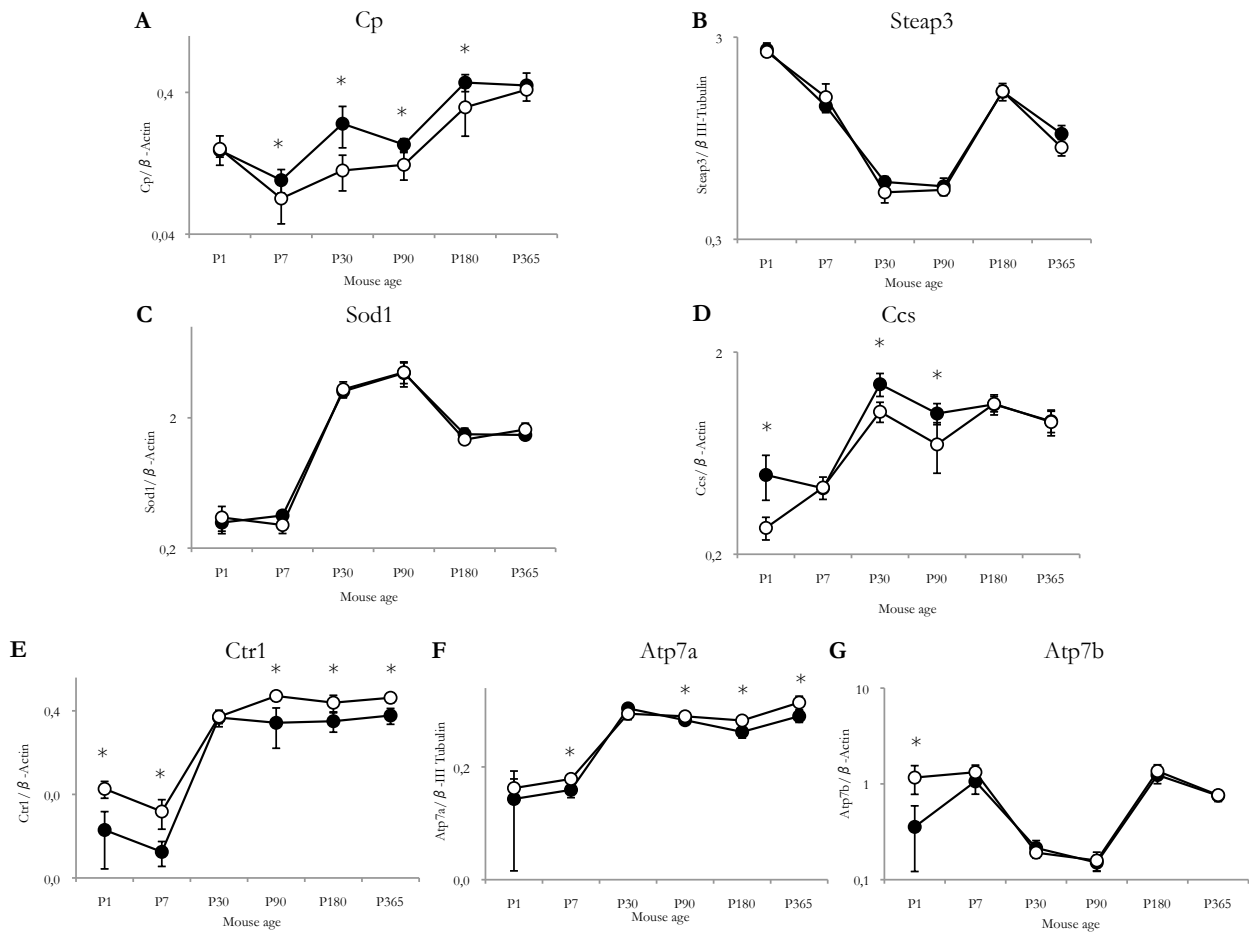 A Cp
*
*
*
*
0,4
0,04
Cp/β-Actin
P1 P7 P30 P90 P180 P365
Mouse age
B Steap3
3
0,3
Steap3/βIII-Tubulin
P1 P7 P30 P90 P180 P365
Mouse age
C Sod1
2
0,2
Sod1/β-Actin
P1 P7 P30 P90 P180 P365
Mouse age
D Ccs
*
*
*
2
0,2
Ccs/β-Actin
P1 P7 P30 P90 P180 P365
Mouse age
E Ctr1
* * *
*
*
0,4
0,0
0,0
Ctr1/β-Actin
P1 P7 P30 P90 P180 P365
Mouse age
F Atp7a
*
* *
*
0,2
0,0
Atp7a/β-III Tubulin
P1 P7 P30 P90 P180 P365
Mouse age
G Atp7b
*
10
1
0,1
Atp7b/β-Actin
P1 P7 P30 P90 P180 P365
Mouse age